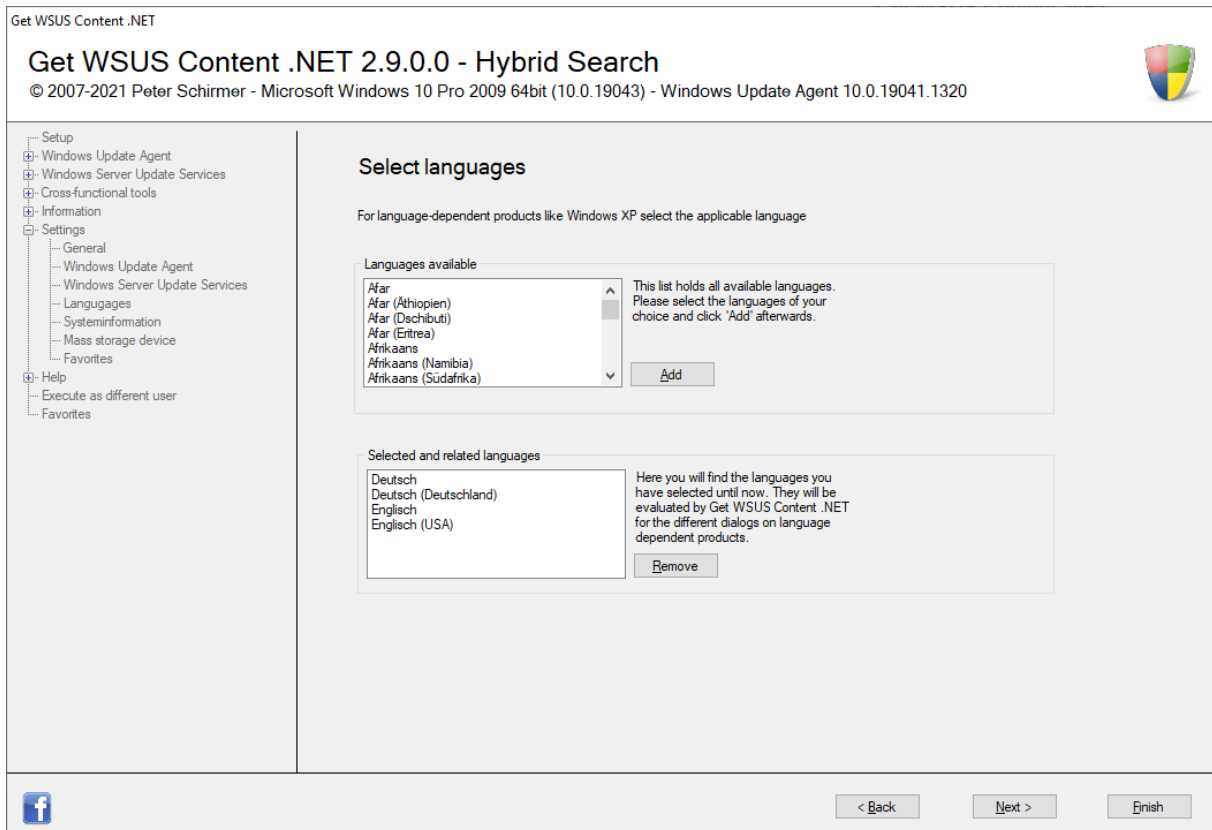 Get WSUS Content .NET
Get WSUS Content .NET 2.9.0.0 - Hybrid Search
© 2007-2021 Peter Schirmer - Microsoft Windows 10 Pro 2009 64bit (10.0.19043) - Windows Update Agent 10.0.19041.1320
Setup
Windows Update Agent
Windows Server Update Services
Cross-functional tools
Information
Settings
General
Windows Update Agent
Windows Server Update Services
Langugages
Systeminformation
Mass storage device
Favorites
Help
Execute as different user
Favorites
Select languages
For language-dependent products like Windows XP select the applicable language
Languages available
Afar
Afar (Äthiopien)
Afar (Dschibuti)
Afar (Eritrea)
Afrikaans
Afrikaans (Namibia)
Afrikaans (Südafrika)
This list holds all available languages.
Please select the languages of your
choice and click 'Add' afterwards.
Add
Selected and related languages
Deutsch
Deutsch (Deutschland)
Englisch
Englisch (USA)
Here you will find the languages you
have selected until now. They will be
evaluated by Get WSUS Content .NET
for the different dialogs on language
dependent products.
Remove
f
< Back
Next >
Finish